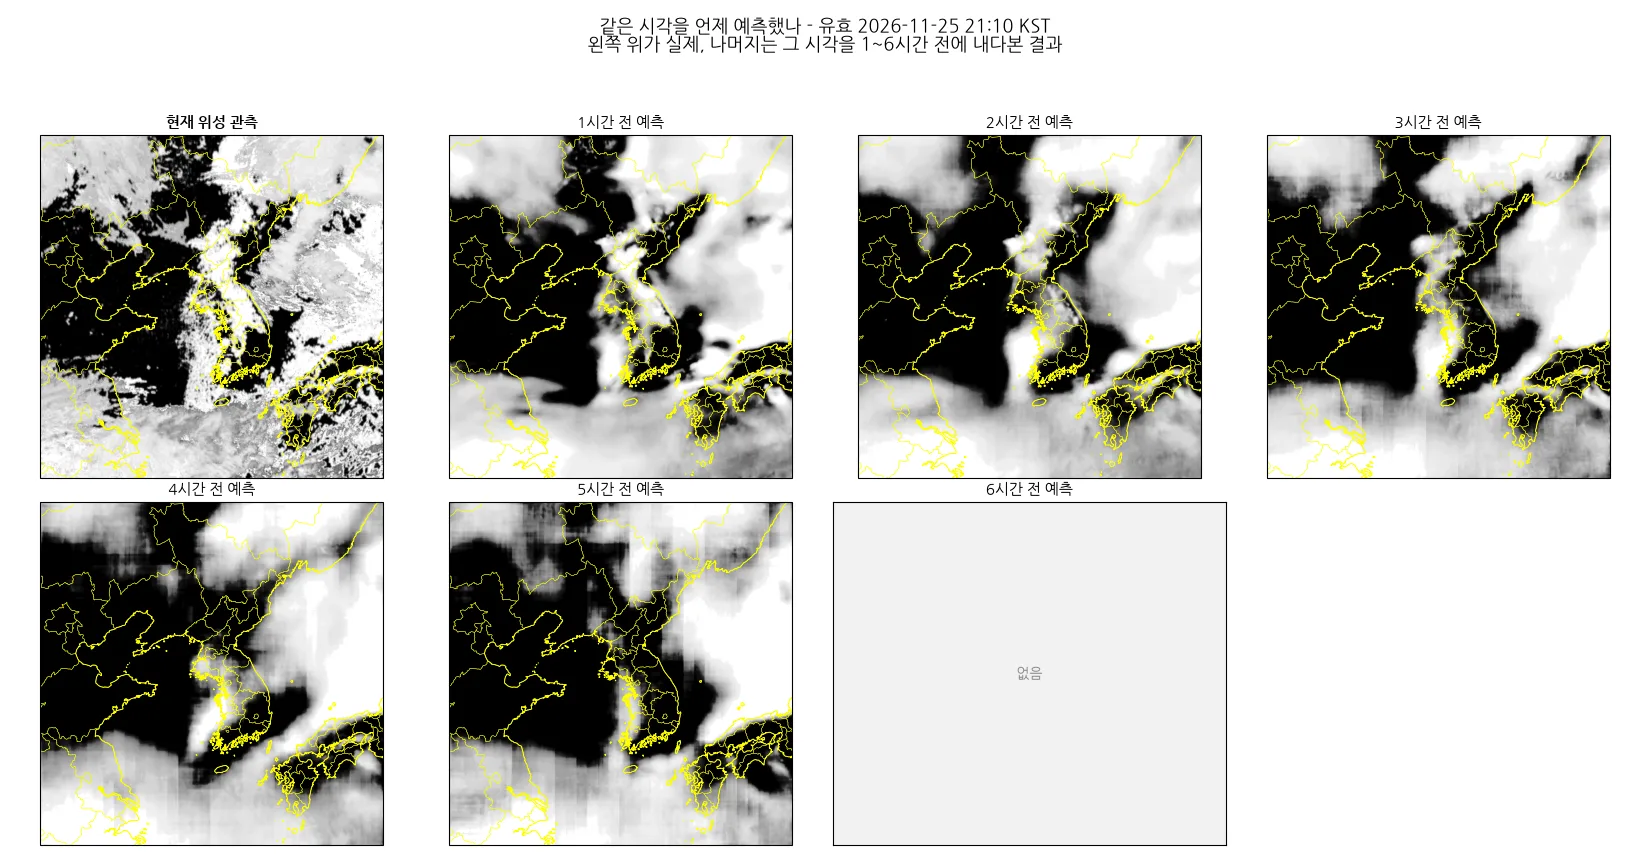 같은 시각을 언제 예측했나 - 유효 2026-11-25 21:10 KST
왼쪽 위가 실제, 나머지는 그 시각을 1~6시간 전에 내다본 결과
현재 위성 관측
1시간 전 예측
2시간 전 예측
3시간 전 예측
4시간 전 예측
5시간 전 예측
6시간 전 예측
없음